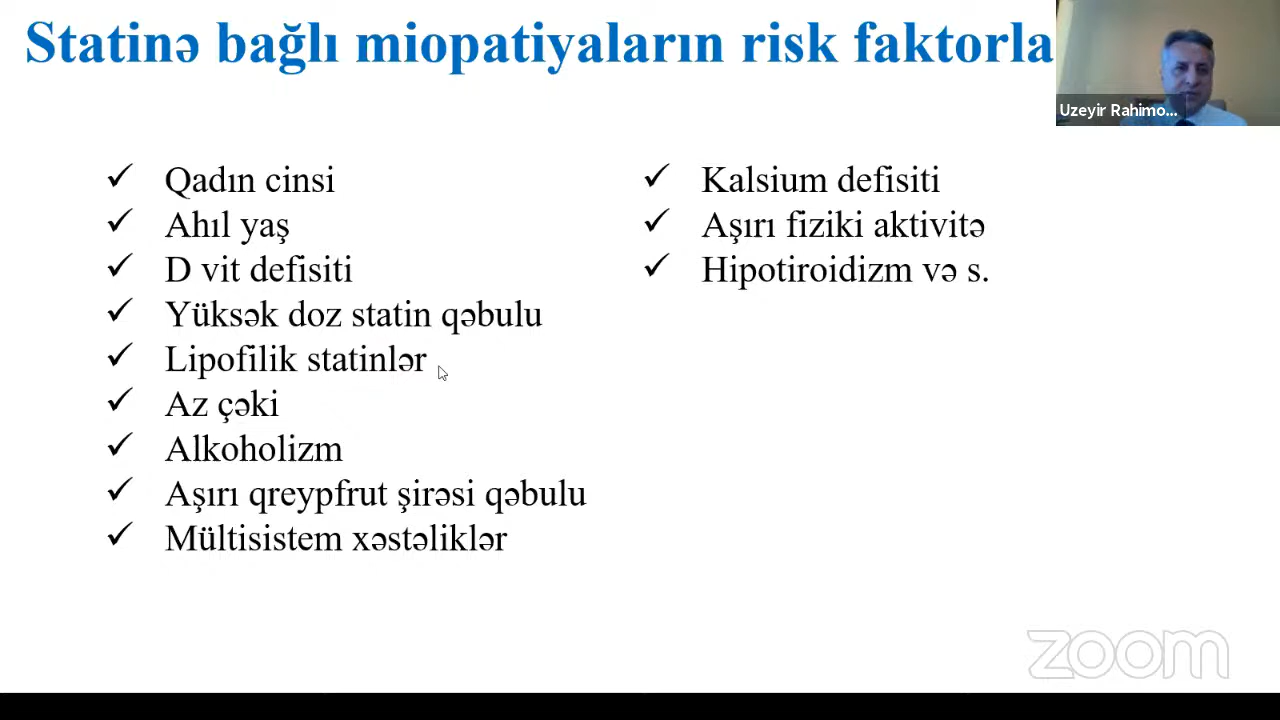 Statinə bağlı miopatiyaların risk faktorla
Uzeyir Rahimo...
Qadın cinsi
Ahıl yaş
D vit defisiti
Yüksək doz statin qəbulu
Lipofilik statinlər
Az çəki
Alkoholizm
Aşırı qreypfrut şirəsi qəbulu
Mültisistem xəstəliklər
Kalsium defisiti
Aşırı fiziki aktivitə
Hipotiroidizm və s.
zoom